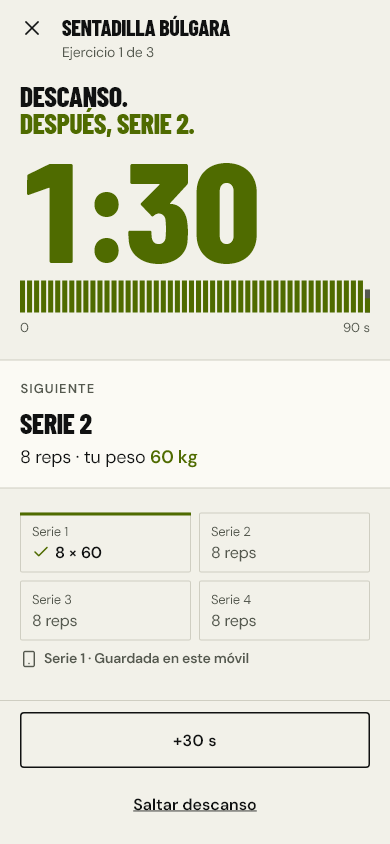 SENTADILLA BÚLGARA
Ejercicio 1 de 3
DESCANSO.
DESPUÉS, SERIE 2.
1:30
0
90 s
SIGUIENTE
SERIE 2
8 reps · tu peso 60 kg
Serie 1
8 × 60
Serie 2
8 reps
Serie 3
8 reps
Serie 4
8 reps
Serie 1 · Guardada en este móvil
+30 s
Saltar descanso